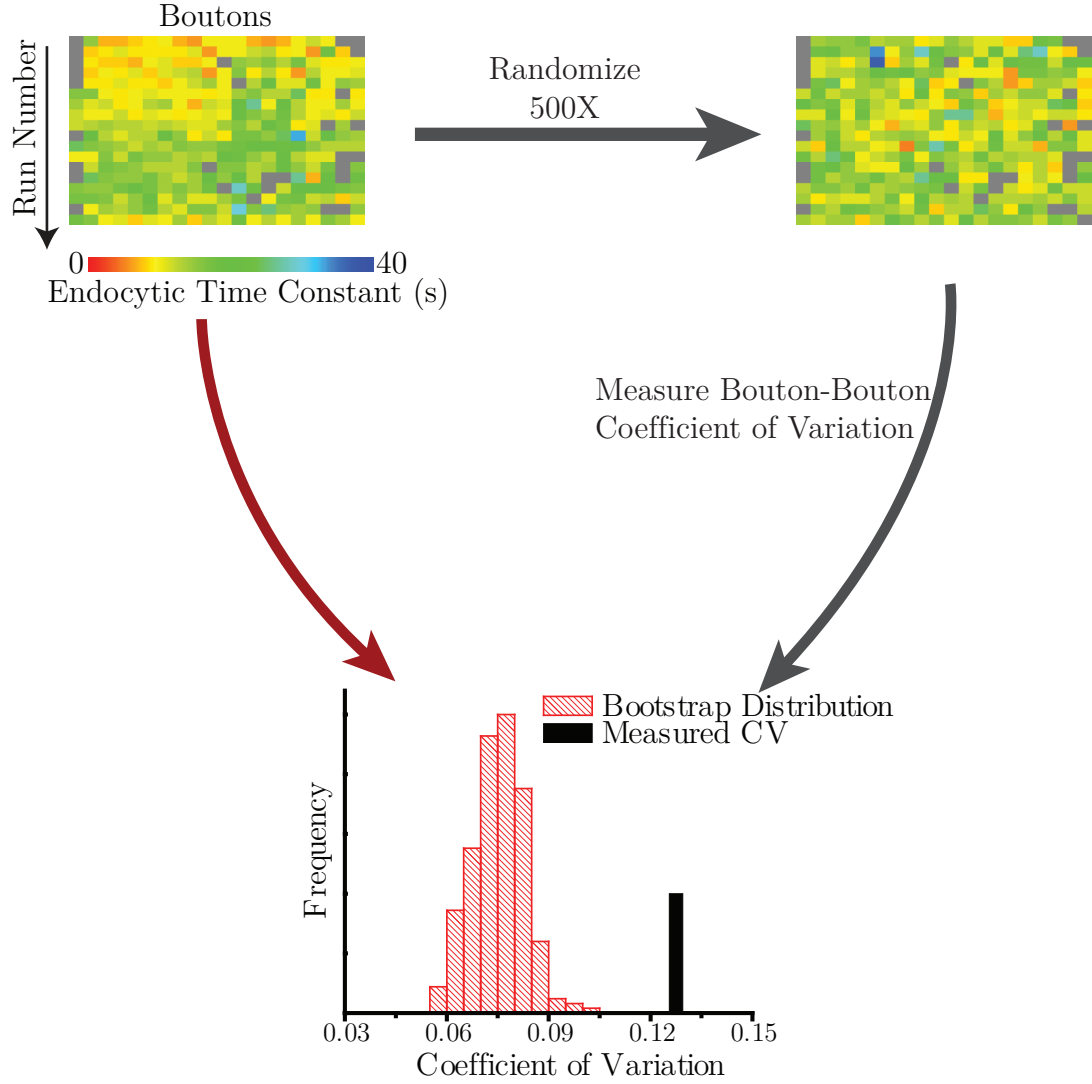 Boutons
Run Number
Randomize
500X
0
40
Endocytic Time Constant (s)
Measure Bouton-Bouton
Coefficient of Variation
Bootstrap Distribution
Measured CV
Frequency
0.03
0.06
0.09
0.12
0.15
Coefficient of Variation